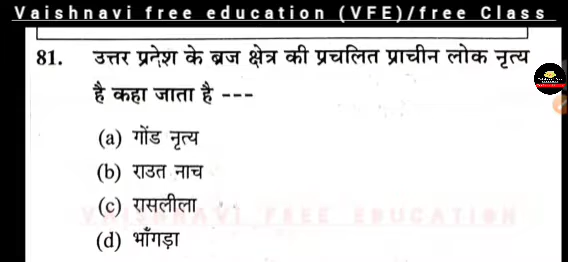 Vaishnavi free education (VFE)/free Class
81. उत्तर प्रदेश के ब्रज क्षेत्र की प्रचलित प्राचीन लोक नृत्य
है कहा जाता है ---
(a) गोंड नृत्य
(b) राउत नाच
(c) रासलीला
VAISHNAVI FREE EDUCATION
(d) भाँगड़ा